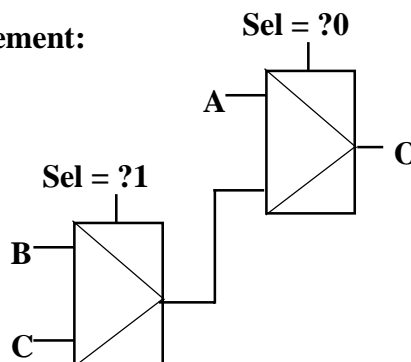 Sel = ?0
ement:
A
O
Sel = ?1
B
C